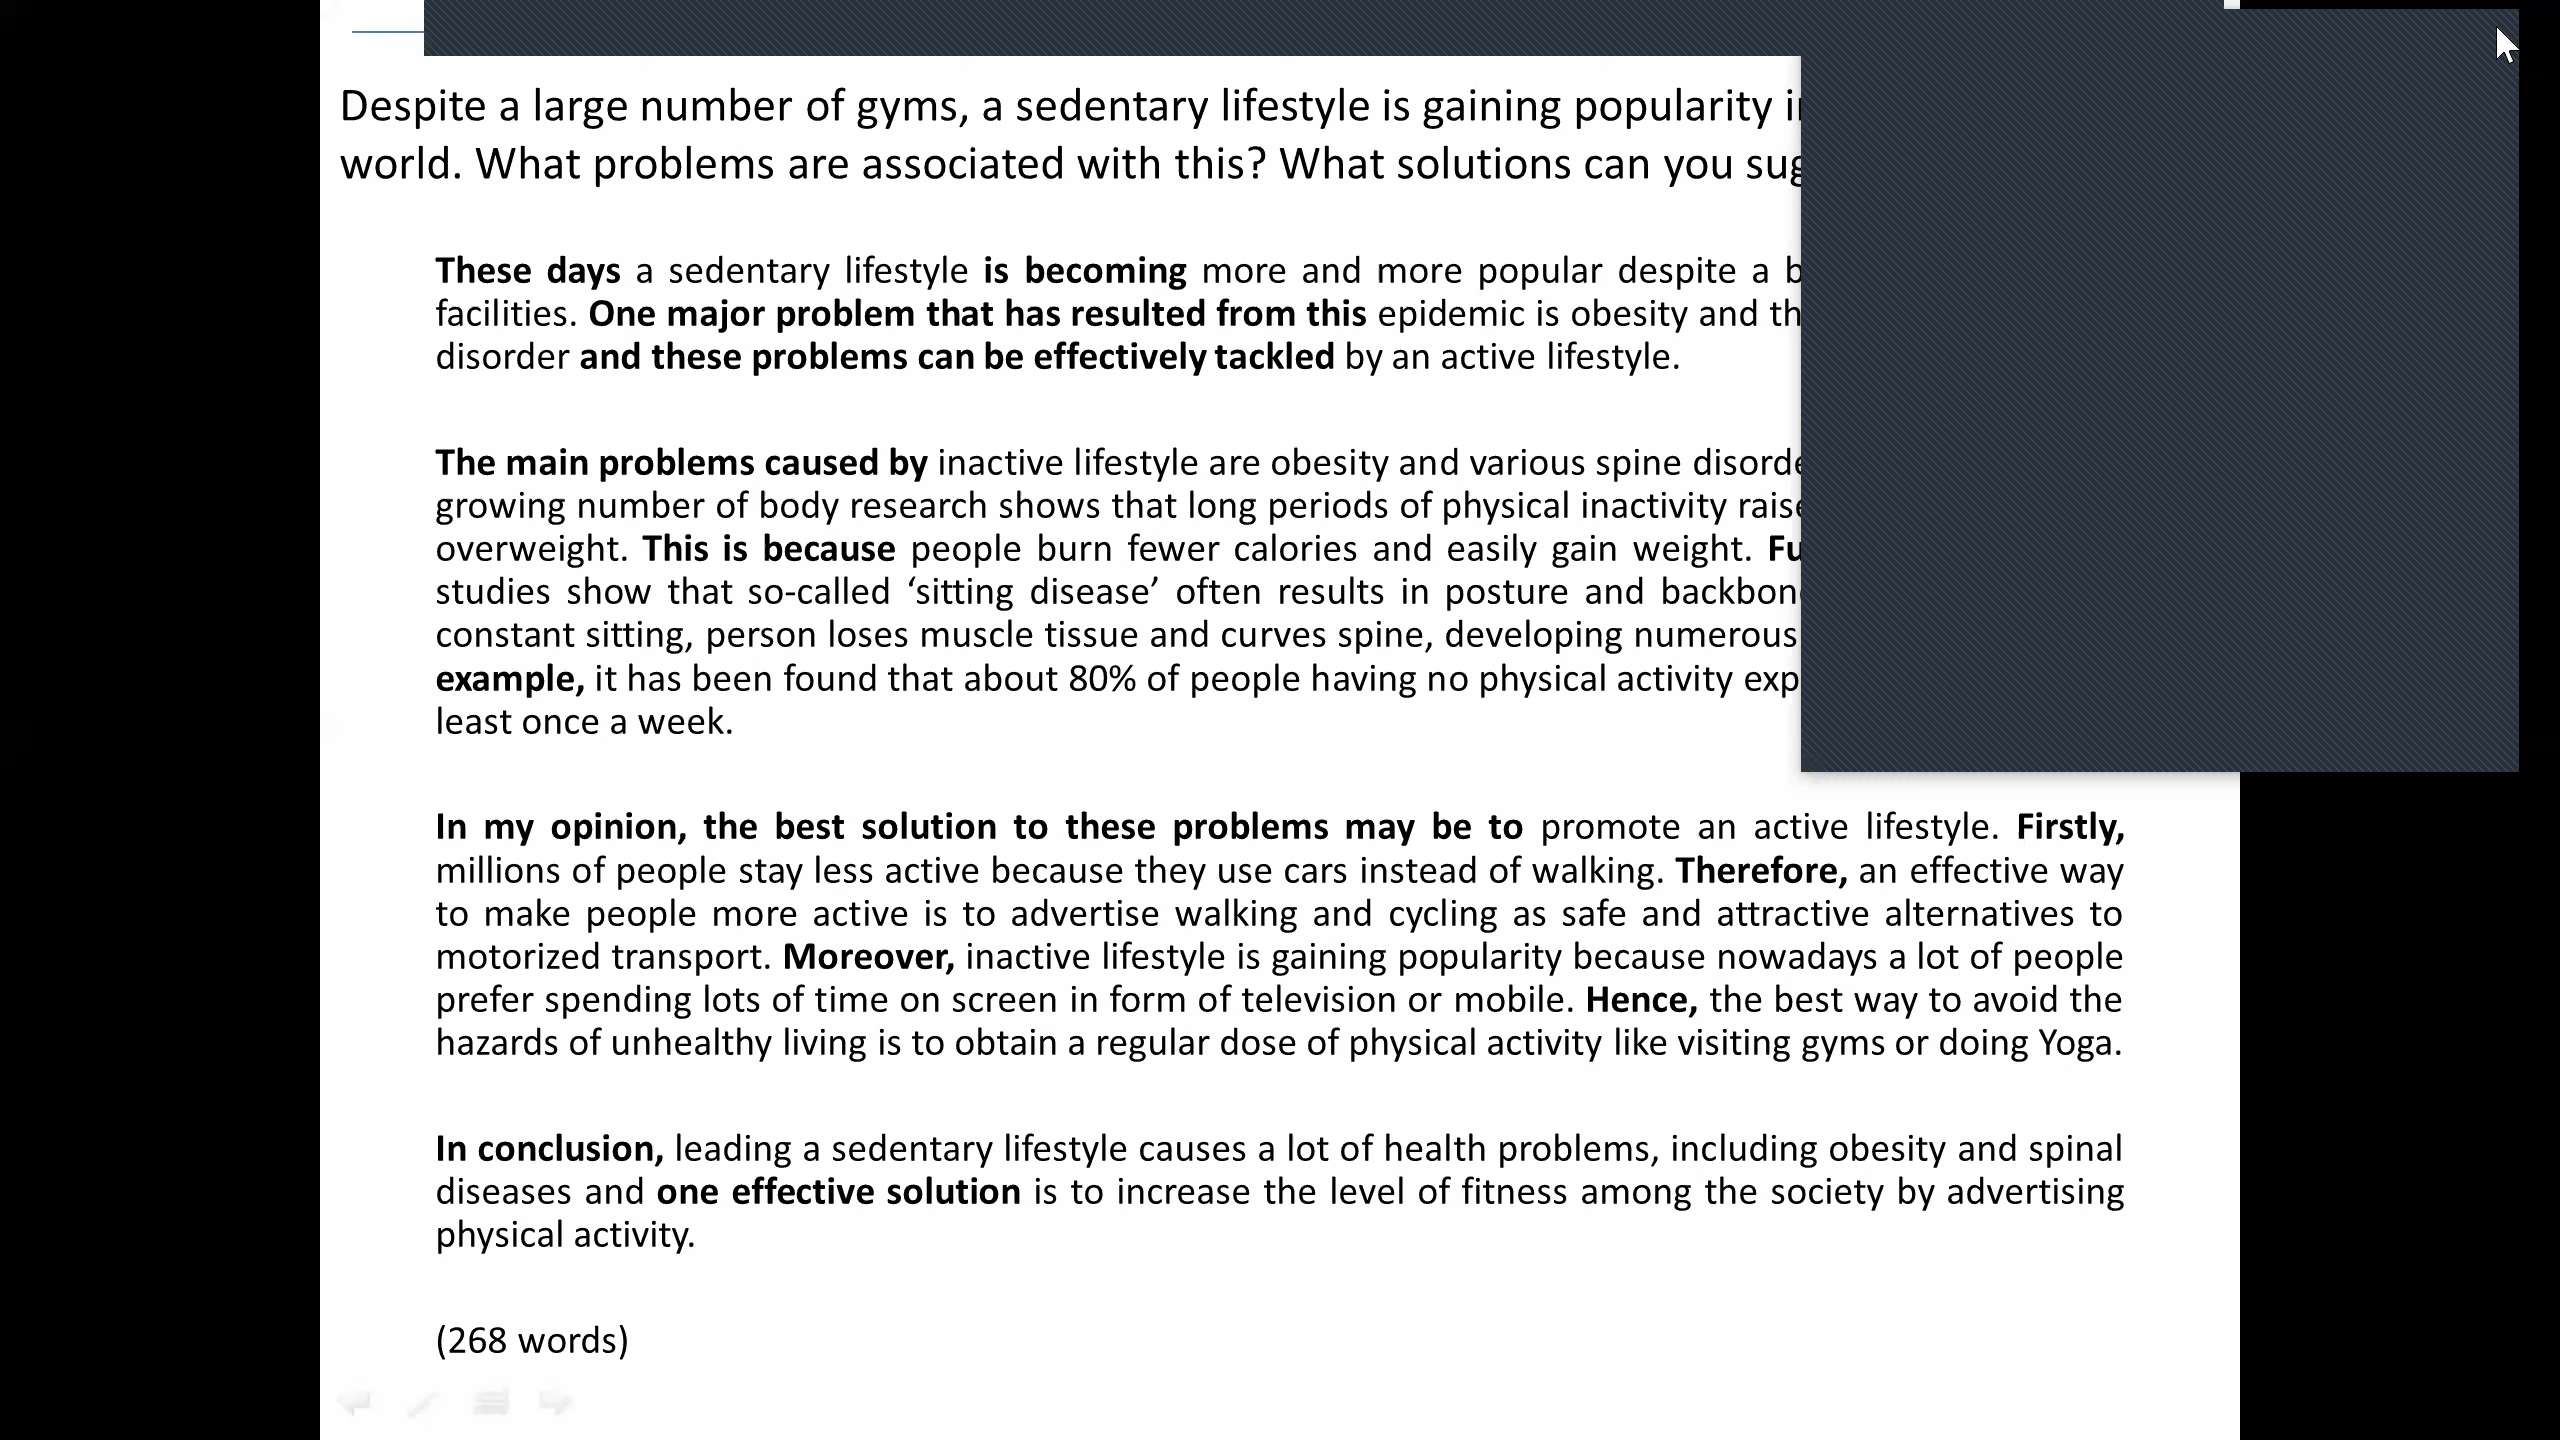 Despite a large number of gyms, a sedentary lifestyle is gaining popularity
world. What problems are associated with this? What solutions can you
These days a sedentary lifestyle is becoming more and more popular despite a
facilities. One major problem that has resulted from this epidemic is obesity and
disorder and these problems can be effectively tackled by an active lifestyle.
The main problems caused by inactive lifestyle are obesity and various spine
growing number of body research shows that long periods of physical inactivity
overweight. This is because people burn fewer calories and easily gain weight.
studies show that so-called ‘sitting disease’ often results in posture and
constant sitting, person loses muscle tissue and curves spine, developing numerous
example, it has been found that about 80% of people having no physical activity
least once a week.
In my opinion, the best solution to these problems may be to promote an active lifestyle. Firstly,
millions of people stay less active because they use cars instead of walking. Therefore, an effective way
to make people more active is to advertise walking and cycling as safe and attractive alternatives to
motorized transport. Moreover, inactive lifestyle is gaining popularity because nowadays a lot of people
prefer spending lots of time on screen in form of television or mobile. Hence, the best way to avoid the
hazards of unhealthy living is to obtain a regular dose of physical activity like visiting gyms or doing Yoga.
In conclusion, leading a sedentary lifestyle causes a lot of health problems, including obesity and spinal
diseases and one effective solution is to increase the level of fitness among the society by advertising
physical activity.
(268 words)